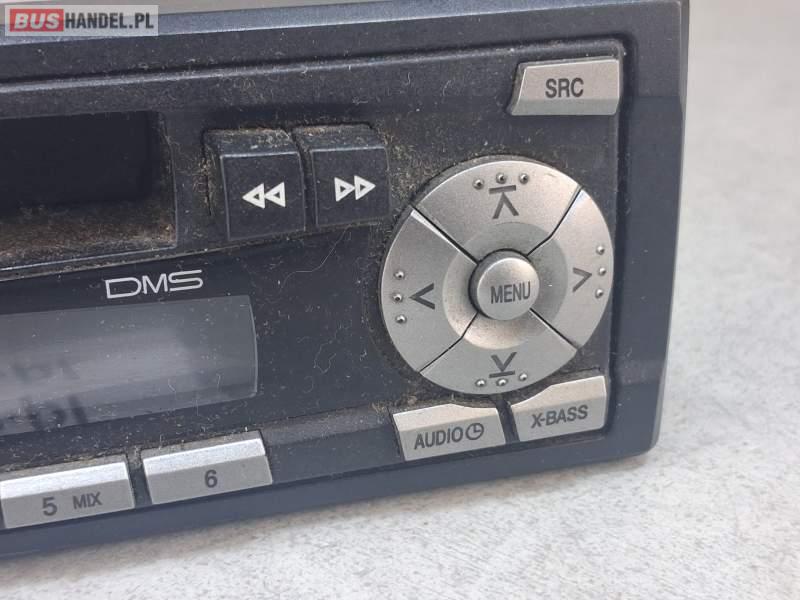 BUSHANDEL.PL
SRC
DMS
MENU
AUDIO
X-BASS
5 MIX
6